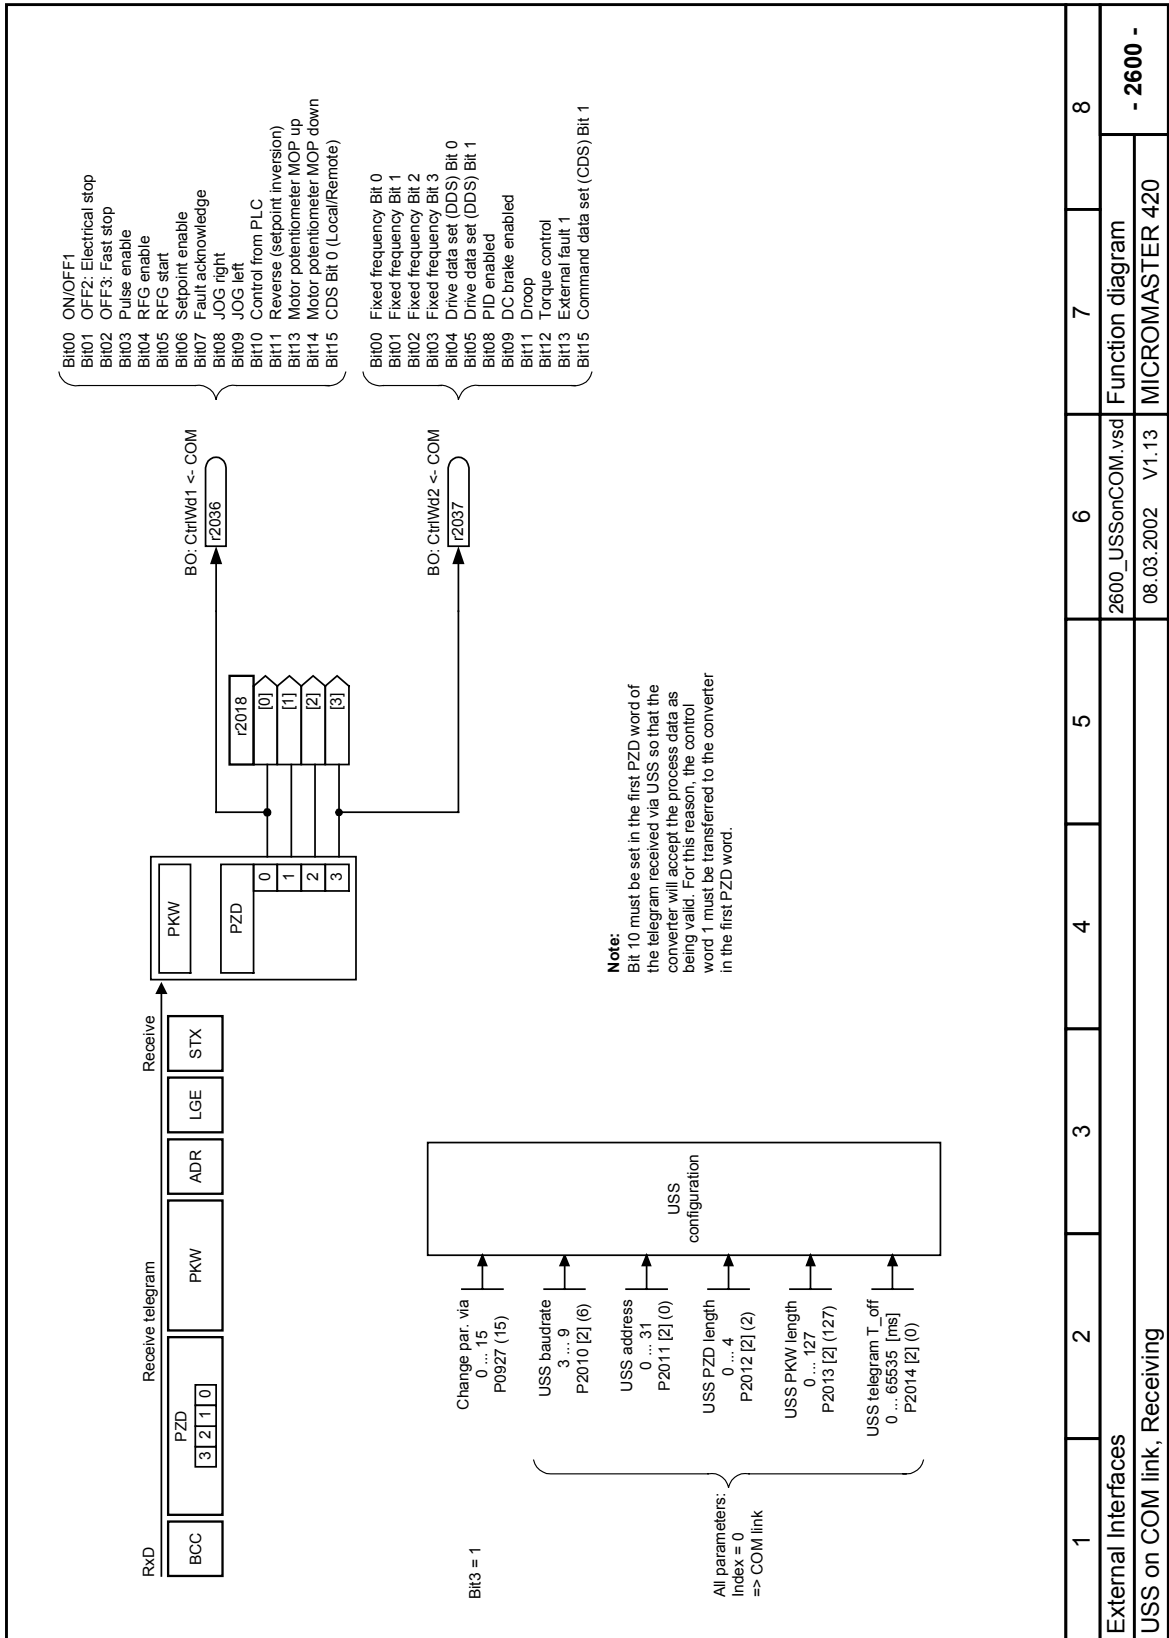 RxD
Receive telegram
Receive
BCC
PZD
3 2 1 0
PKW
ADR
LGE
STX
PKW
PZD
0
1
2
3
r2018
[0]
[1]
[2]
[3]
BO: CtrlWd1 <- COM
r2036
BO: CtrlWd2 <- COM
r2037
Bit00 ON/OFF1
Bit01 OFF2: Electrical stop
Bit02 OFF3: Fast stop
Bit03 Pulse enable
Bit04 RFG enable
Bit05 RFG start
Bit06 Setpoint enable
Bit07 Fault acknowledge
Bit08 JOG right
Bit09 JOG left
Bit10 Control from PLC
Bit11 Reverse (setpoint inversion)
Bit13 Motor potentiometer MOP up
Bit14 Motor potentiometer MOP down
Bit15 CDS Bit 0 (Local/Remote)
Bit00 Fixed frequency Bit 0
Bit01 Fixed frequency Bit 1
Bit02 Fixed frequency Bit 2
Bit03 Fixed frequency Bit 3
Bit04 Drive data set (DDS) Bit 0
Bit05 Drive data set (DDS) Bit 1
Bit08 PID enabled
Bit09 DC brake enabled
Bit11 Droop
Bit12 Torque control
Bit13 External fault 1
Bit15 Command data set (CDS) Bit 1
Bit3 = 1
Change par. via
0 ... 15
P0927 (15)
USS baudrate
3 ... 9
P2010 [2] (6)
USS address
0 ... 31
P2011 [2] (0)
USS PZD length
0 ... 4
P2012 [2] (2)
USS PKW length
0 ... 127
P2013 [2] (127)
USS telegram T_off
0 ... 65535 [ms]
P2014 [2] (0)
All parameters:
Index = 0
=> COM link
USS
configuration
Note:
Bit 10 must be set in the first PZD word of
the telegram received via USS so that the
converter will accept the process data as
being valid. For this reason, the control
word 1 must be transferred to the converter
in the first PZD word.
1 2 3 4 5 6 7 8
External Interfaces
2600_USSonCOM.vsd
Function diagram
- 2600 -
USS on COM link, Receiving
08.03.2002 V1.13
MICROMASTER 420